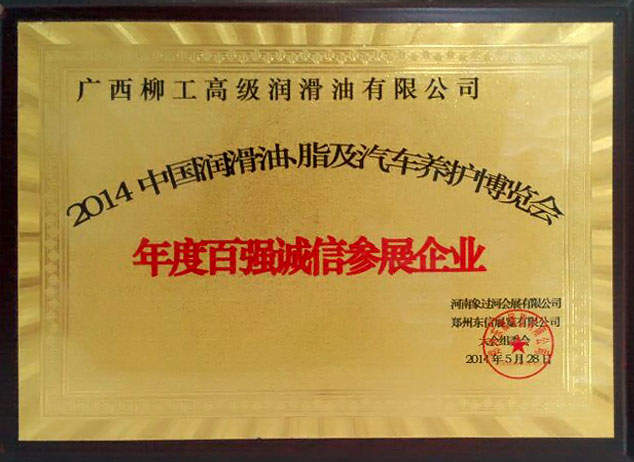 广西柳工高级润滑油有限公司
2014中国润滑油、脂及汽车养护博览会
年度百强诚信参展企业
河南象过河会展有限公司
郑州东信展览有限公司
大会组委会
2014年5月28日